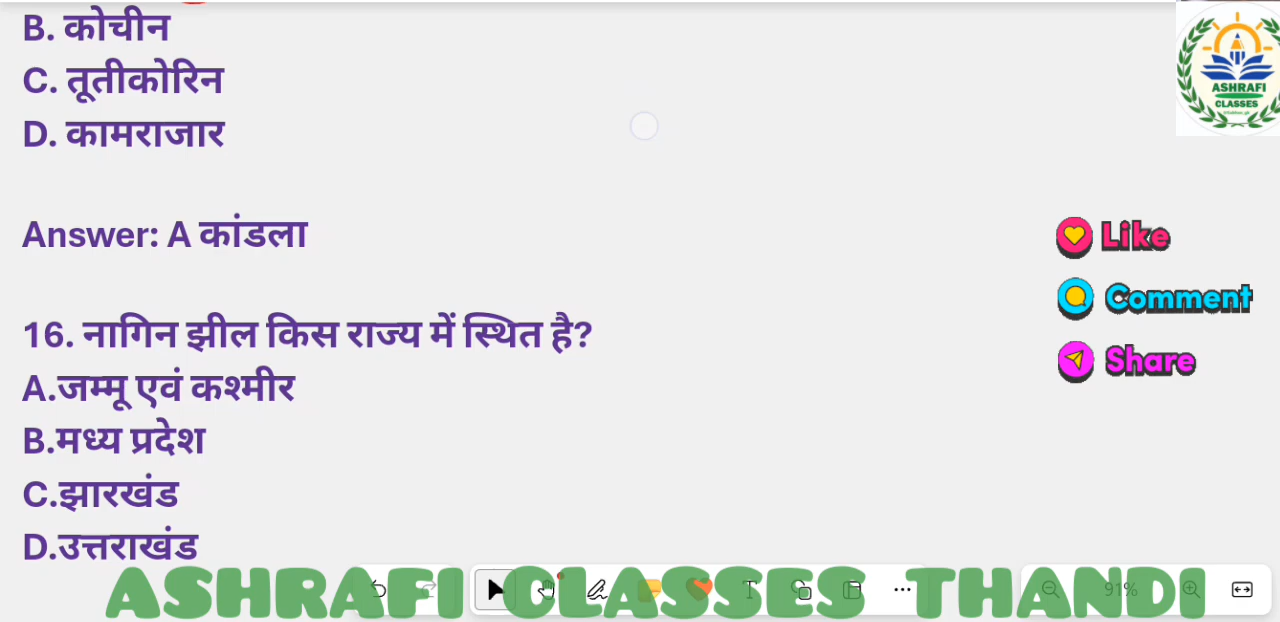 B. कोचीन
C. तूतीकोरिन
D. कामराजार
ASHRAFI
CLASSES
Answer: A कांडला
Like
Comment
Share
16. नागिन झील किस राज्य में स्थित है?
A.जम्मू एवं कश्मीर
B.मध्य प्रदेश
C.झारखंड
D.उत्तराखंड
91%
ASHRAFI CLASSES THANDI